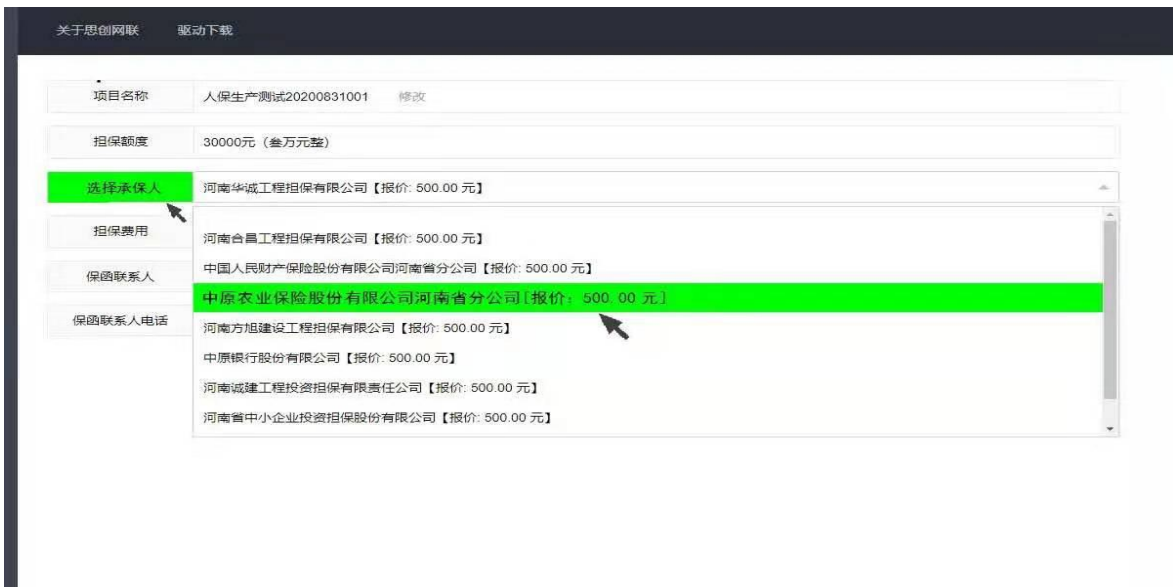 关于思创网联 驱动下载
项目名称 人保生产测试20200831001 修改
担保额度 30000元（叁万元整）
选择承保人 河南华诚工程担保有限公司【报价: 500.00 元】
担保费用
河南合昌工程担保有限公司【报价: 500.00 元】
中国人民财产保险股份有限公司河南省分公司【报价: 500.00 元】
保函联系人
中原农业保险股份有限公司河南省分公司[报价: 500.00 元]
保函联系人电话
河南方旭建设工程担保有限公司【报价: 500.00 元】
中原银行股份有限公司【报价: 500.00 元】
河南诚建工程投资担保有限责任公司【报价: 500.00 元】
河南省中小企业投资担保股份有限公司【报价: 500.00 元】